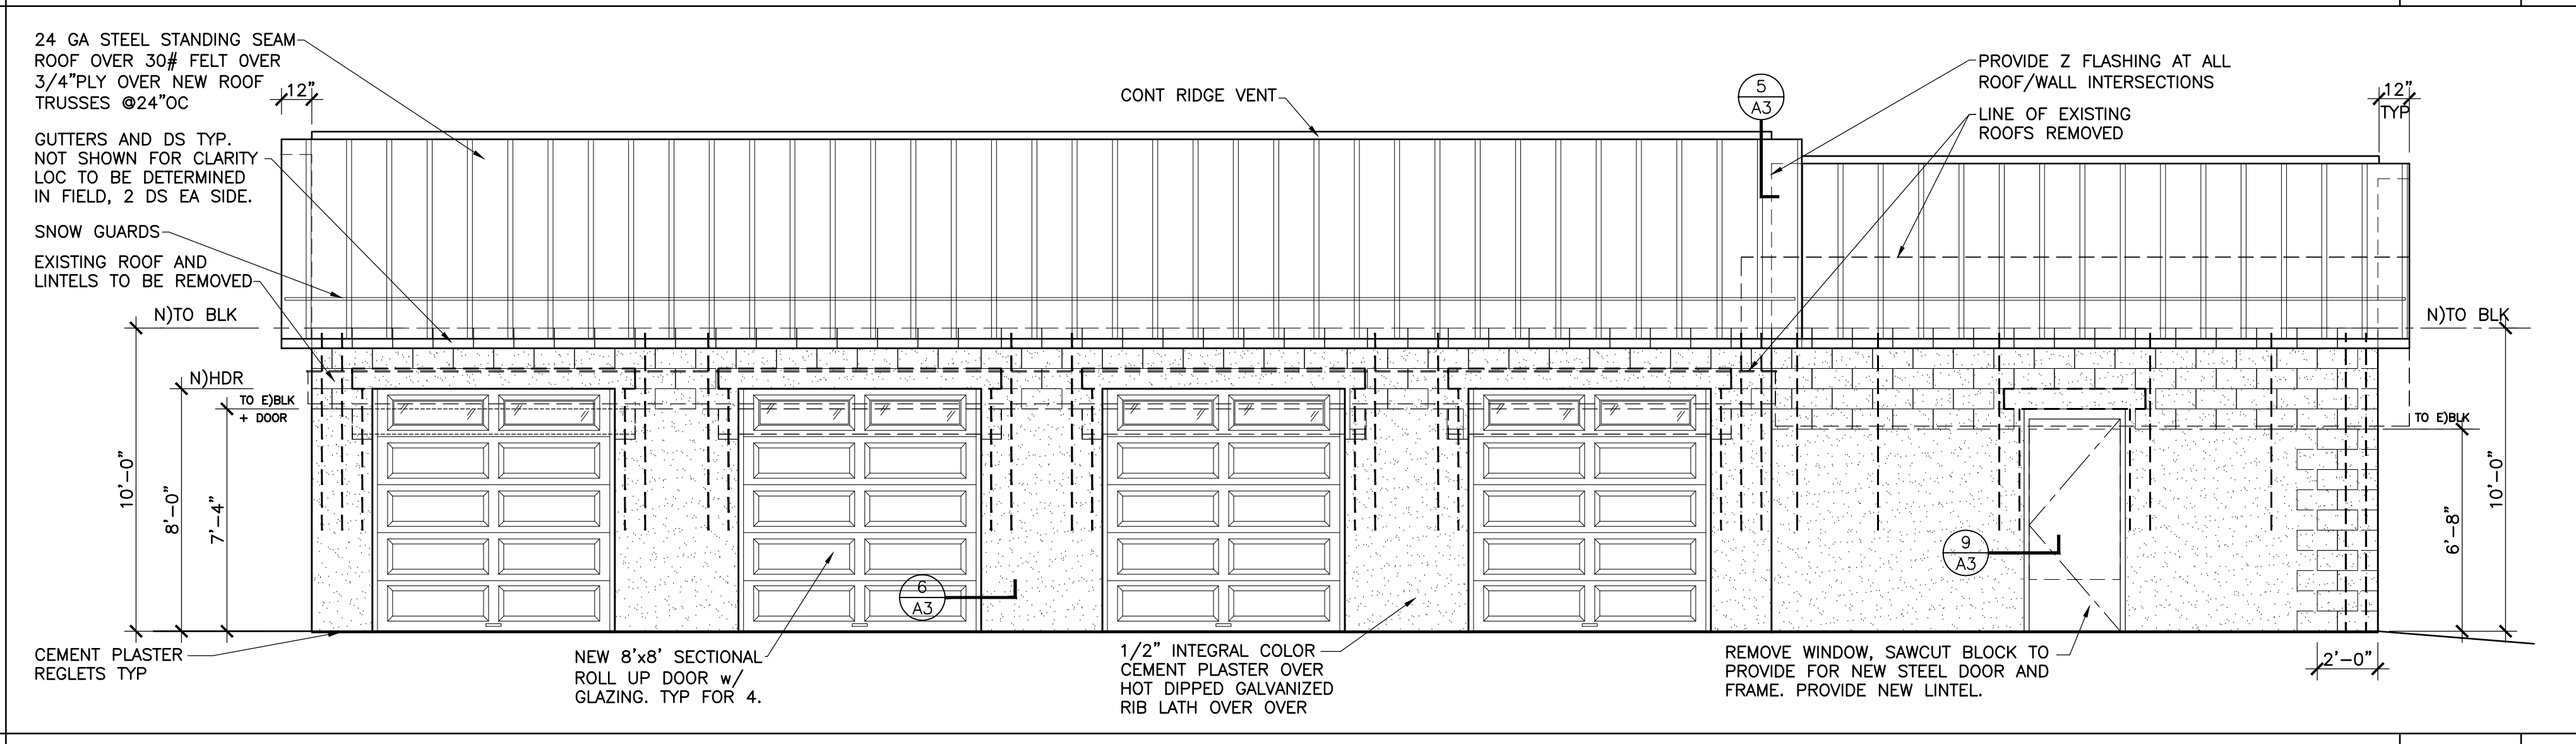 24 GA STEEL STANDING SEAM
ROOF OVER 30# FELT OVER
3/4"PLY OVER NEW ROOF
TRUSSES @24"OC
12"
GUTTERS AND DS TYP.
NOT SHOWN FOR CLARITY
LOC TO BE DETERMINED
IN FIELD, 2 DS EA SIDE.
SNOW GUARDS
EXISTING ROOF AND
LINTELS TO BE REMOVED
N)TO BLK
N)HDR
TO E)BLK
+ DOOR
10'-0"
8'-0"
7'-4"
CEMENT PLASTER
REGLETS TYP
CONT RIDGE VENT
5
A3
PROVIDE Z FLASHING AT ALL
ROOF/WALL INTERSECTIONS
LINE OF EXISTING
ROOFS REMOVED
12"
TYP
N)TO BLK
TO E)BLK
10'-0"
6'-8"
2'-0"
6
A3
9
A3
NEW 8'x8' SECTIONAL
ROLL UP DOOR w/
GLAZING. TYP FOR 4.
1/2" INTEGRAL COLOR
CEMENT PLASTER OVER
HOT DIPPED GALVANIZED
RIB LATH OVER OVER
REMOVE WINDOW, SAWCUT BLOCK TO
PROVIDE FOR NEW STEEL DOOR AND
FRAME. PROVIDE NEW LINTEL.